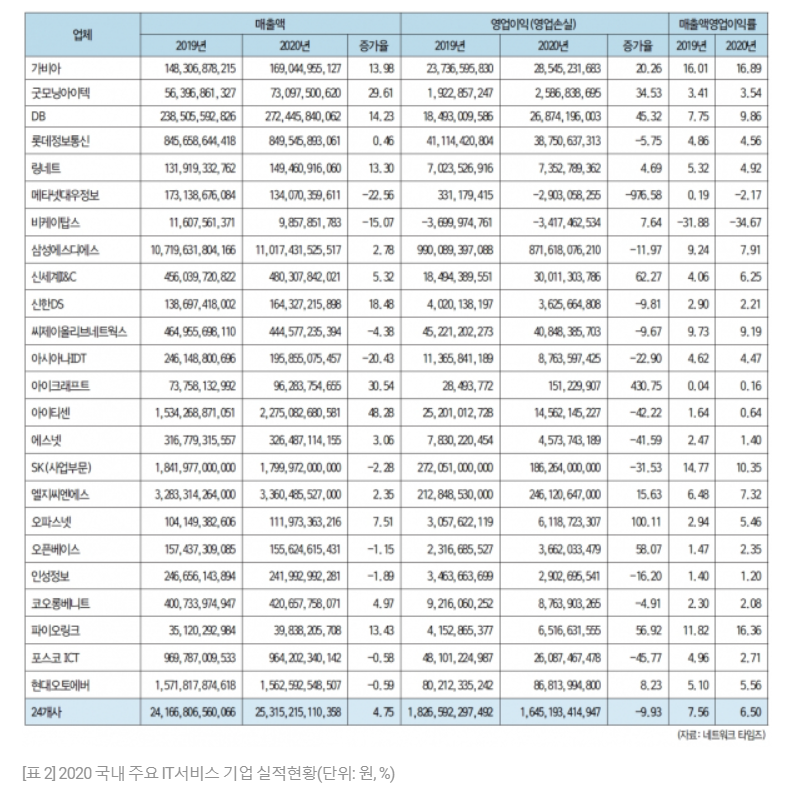 업체 매출액 영업이익(영업손실) 매출액영업이익률
2019년 2020년 증가율 2019년 2020년 증가율 2019년 2020년
가비아 148,306,878,215 169,044,955,127 13.98 23,736,595,830 28,545,231,683 20.26 16.01 16.89
굿모닝아이텍 56,396,861,327 73,097,500,620 29.61 1,922,857,247 2,586,838,695 34.53 3.41 3.54
DB 238,505,592,826 272,445,840,062 14.23 18,493,009,586 26,874,196,003 45.32 7.75 9.86
롯데정보통신 845,658,644,418 849,545,893,061 0.46 41,114,420,804 38,750,637,313 -5.75 4.86 4.56
링네트 131,919,332,762 149,460,916,060 13.30 7,023,526,916 7,352,789,362 4.69 5.32 4.92
메타넷대우정보 173,138,676,084 134,070,359,611 -22.56 331,179,415 -2,903,058,255 -976.58 0.19 -2.17
비케이탑스 11,607,561,371 9,857,851,783 -15.07 -3,699,974,761 -3,417,462,534 7.64 -31.88 -34.67
삼성에스디에스 10,719,631,804,166 11,017,431,525,517 2.78 990,089,397,088 871,618,076,210 -11.97 9.24 7.91
신세계I&C 456,039,720,822 480,307,842,021 5.32 18,494,389,551 30,011,303,786 62.27 4.06 6.25
신한DS 138,697,418,002 164,327,215,898 18.48 4,020,138,197 3,625,664,808 -9.81 2.90 2.21
씨제이올리브네트웍스 464,955,698,110 444,577,235,394 -4.38 45,221,202,273 40,848,385,703 -9.67 9.73 9.19
아시아나IDT 246,148,800,696 195,855,075,457 -20.43 11,365,841,189 8,763,597,425 -22.90 4.62 4.47
아이크래프트 73,758,132,992 96,283,754,655 30.54 28,493,772 151,229,907 430.75 0.04 0.16
아이티센 1,534,268,871,051 2,275,082,680,581 48.28 25,201,012,728 14,562,145,227 -42.22 1.64 0.64
에스넷 316,779,315,557 326,487,114,155 3.06 7,830,220,454 4,573,743,189 -41.59 2.47 1.40
SK(사업부문) 1,841,977,000,000 1,799,972,000,000 -2.28 272,051,000,000 186,264,000,000 -31.53 14.77 10.35
엘지씨엔에스 3,283,314,264,000 3,360,485,527,000 2.35 212,848,530,000 246,120,647,000 15.63 6.48 7.32
오파스넷 104,149,382,606 111,973,363,216 7.51 3,057,622,119 6,118,723,307 100.11 2.94 5.46
오픈베이스 157,437,309,085 155,624,615,431 -1.15 2,316,685,527 3,662,033,479 58.07 1.47 2.35
인성정보 246,656,143,894 241,992,992,281 -1.89 3,463,663,699 2,902,695,541 -16.20 1.40 1.20
코오롱베니트 400,733,974,947 420,657,758,071 4.97 9,216,060,252 8,763,903,265 -4.91 2.30 2.08
파이오링크 35,120,292,984 39,838,205,708 13.43 4,152,865,377 6,516,631,555 56.92 11.82 16.36
포스코 ICT 969,787,009,533 964,202,340,142 -0.58 48,101,224,987 26,087,467,478 -45.77 4.96 2.71
현대오토에버 1,571,817,874,618 1,562,592,548,507 -0.59 80,212,335,242 86,813,994,800 8.23 5.10 5.56
24개사 24,166,806,560,066 25,315,215,110,358 4.75 1,826,592,297,492 1,645,193,414,947 -9.93 7.56 6.50
(자료: 네트워크 타임즈)
[표 2] 2020 국내 주요 IT서비스 기업 실적현황(단위: 원, %)